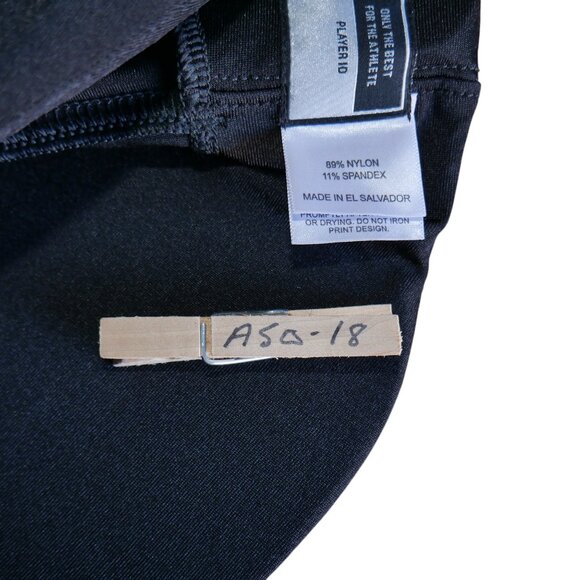 ONLY THE BEST
FOR THE ATHLETE
PLAYER ID
89% NYLON
11% SPANDEX
MADE IN EL SALVADOR
OR DRYING. DO NOT IRON
PRINT DESIGN.
ASQ-18